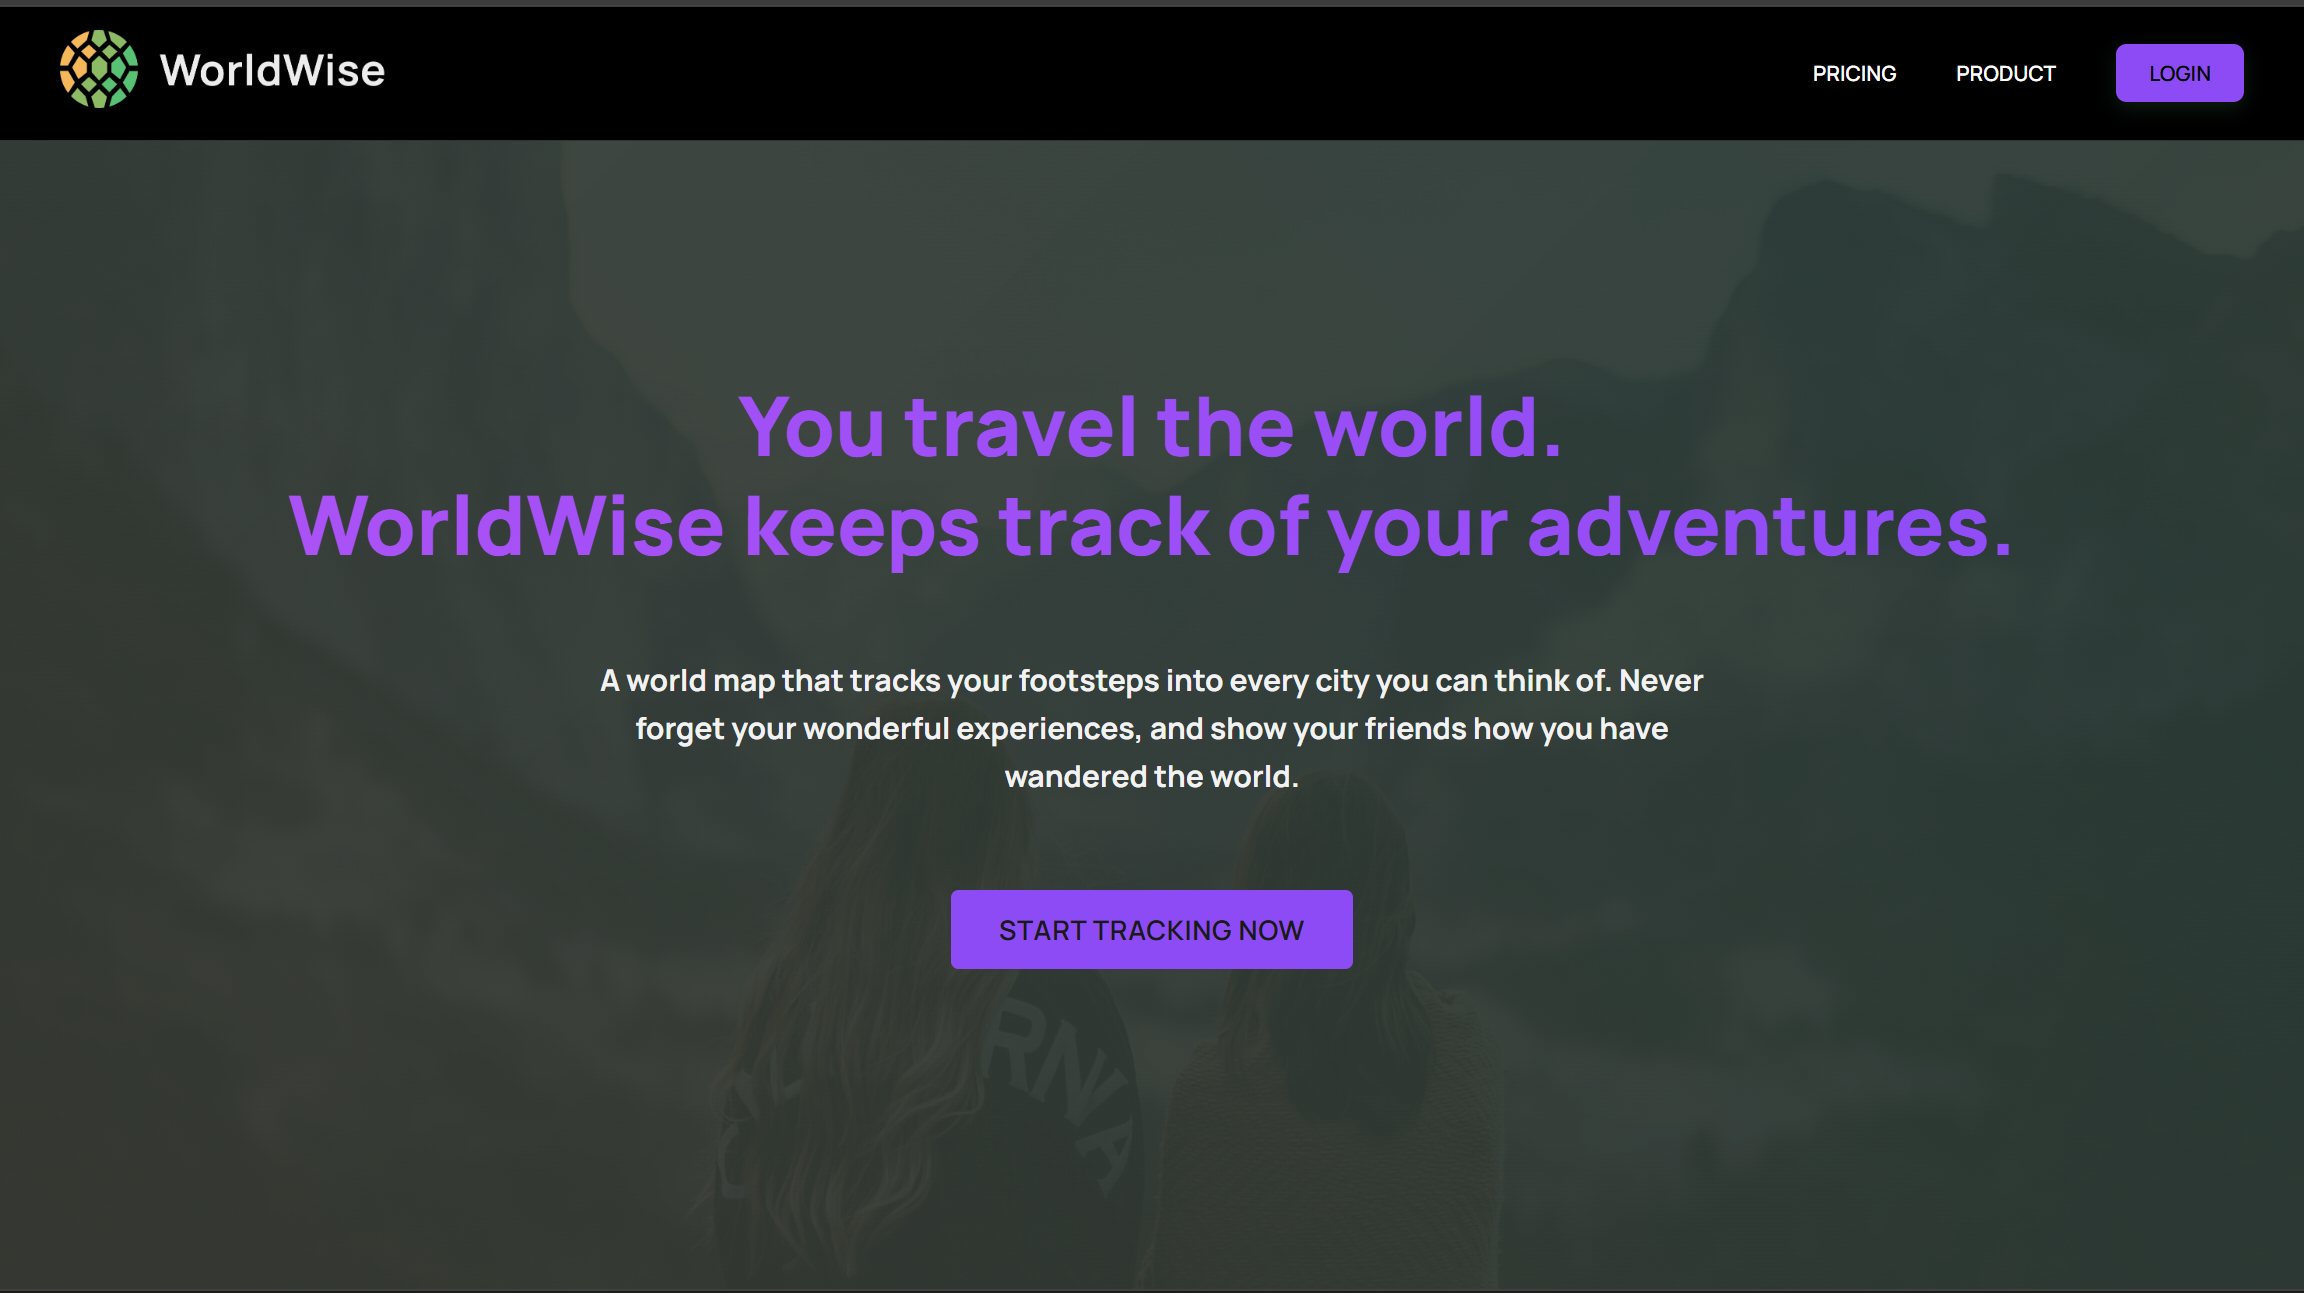 WorldWise
PRICING
PRODUCT
LOGIN
You travel the world.
WorldWise keeps track of your adventures.
A world map that tracks your footsteps into every city you can think of. Never
forget your wonderful experiences, and show your friends how you have
wandered the world.
START TRACKING NOW
RNIA